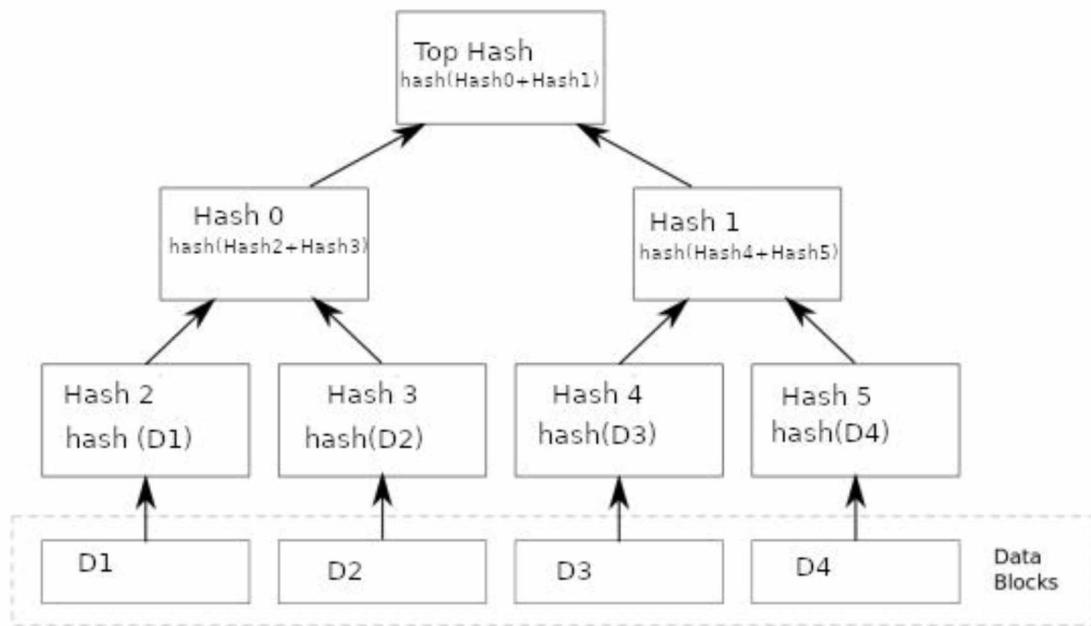 Top Hash
hash(Hash0+Hash1)
Hash 0
hash(Hash2+Hash3)
Hash 1
hash(Hash4+Hash5)
Hash 2
hash (D1)
Hash 3
hash(D2)
Hash 4
hash(D3)
Hash 5
hash(D4)
D1
D2
D3
D4
Data
Blocks